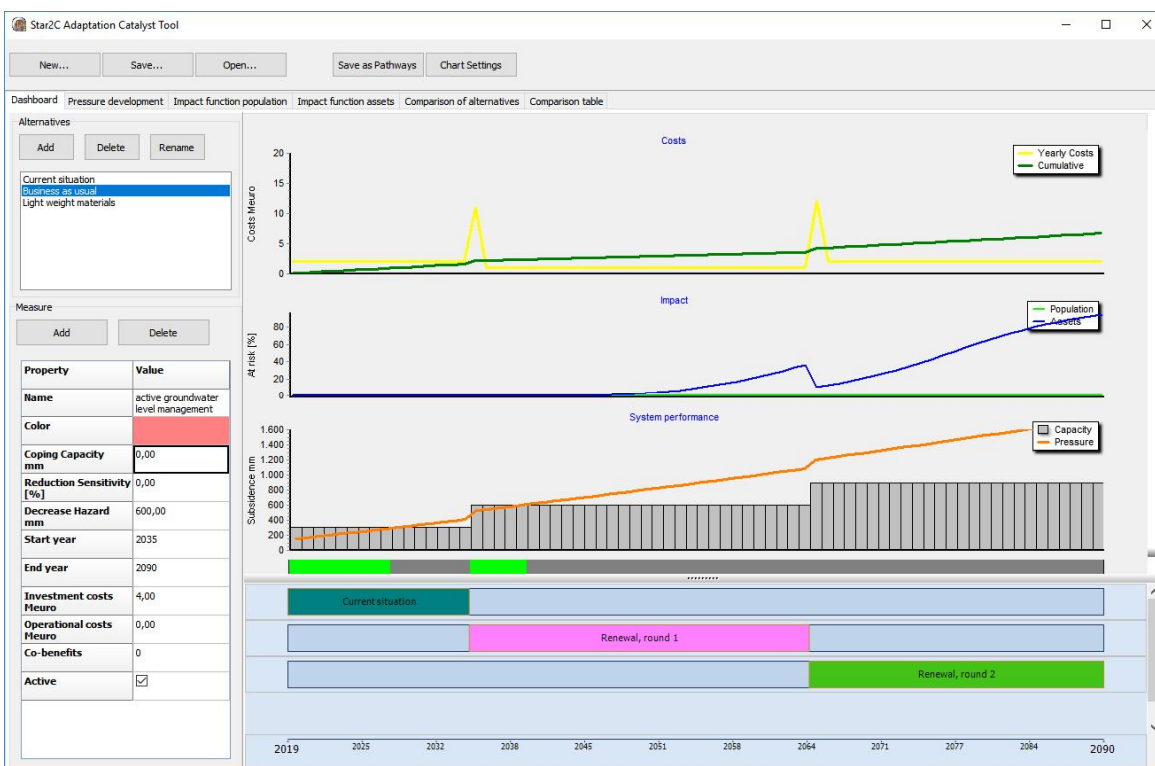 Star2C Adaptation Catalyst Tool
New... Save... Open... Save as Pathways Chart Settings
Dashboard Pressure development Impact function population Impact function assets Comparison of alternatives Comparison table
Alternatives
Add Delete Rename
Current situation
Business as usual
Light weight materials
Measure
Add Delete
Property Value
Name active groundwater
level management
Color
Coping Capacity
mm 0,00
Reduction Sensitivity
[%] 0,00
Decrease Hazard
mm 600,00
Start year 2035
End year 2090
Investment costs
Meuro 4,00
Operational costs
Meuro 0,00
Co-benefits 0
Active
Costs
Costs Meuro
20
15
10
5
0
Yearly Costs
Cumulative
Impact
At risk [%]
80
60
40
20
0
Population
Assets
System performance
Subsidence mm
1.600
1.400
1.200
1.000
800
600
400
200
0
Capacity
Pressure
Current situation
Renewal, round 1
Renewal, round 2
2019 2025 2032 2038 2045 2051 2058 2064 2071 2077 2084 2090